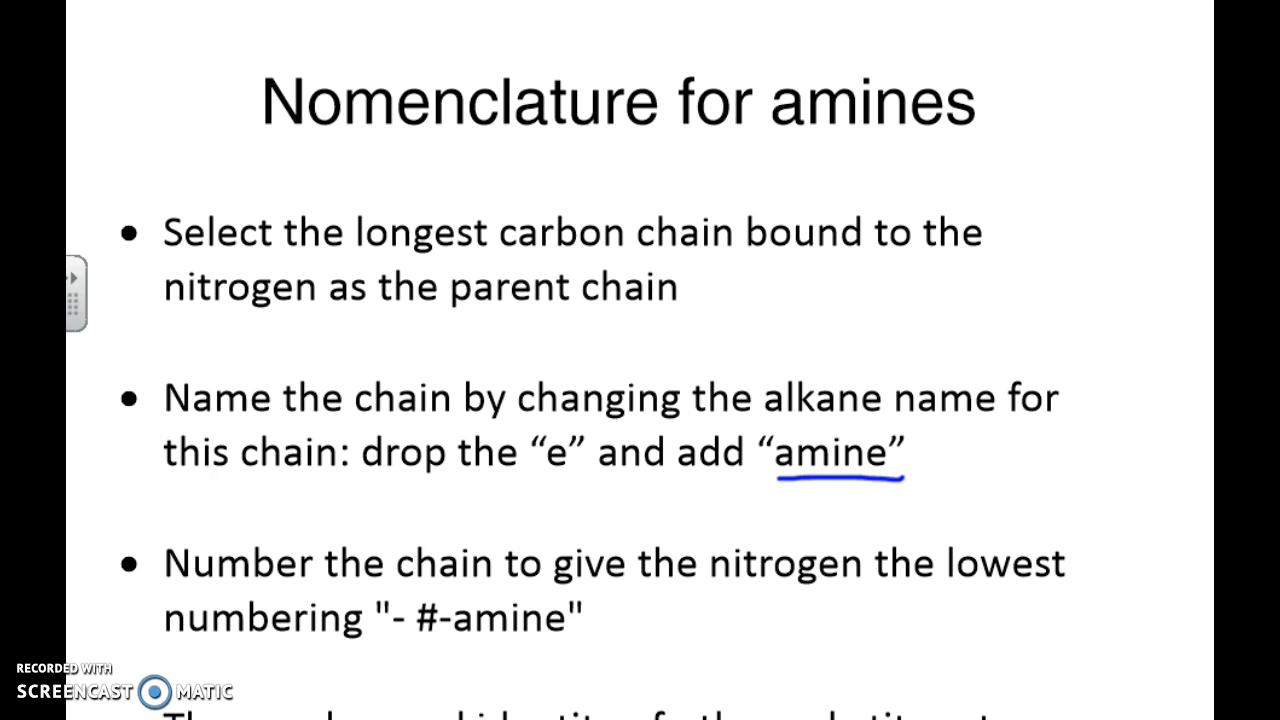 Nomenclature for amines
• Select the longest carbon chain bound to the
nitrogen as the parent chain
• Name the chain by changing the alkane name for
this chain: drop the “e” and add “amine”
• Number the chain to give the nitrogen the lowest
numbering "- #-amine"
RECORDED WITH
SCREENCAST MATIC